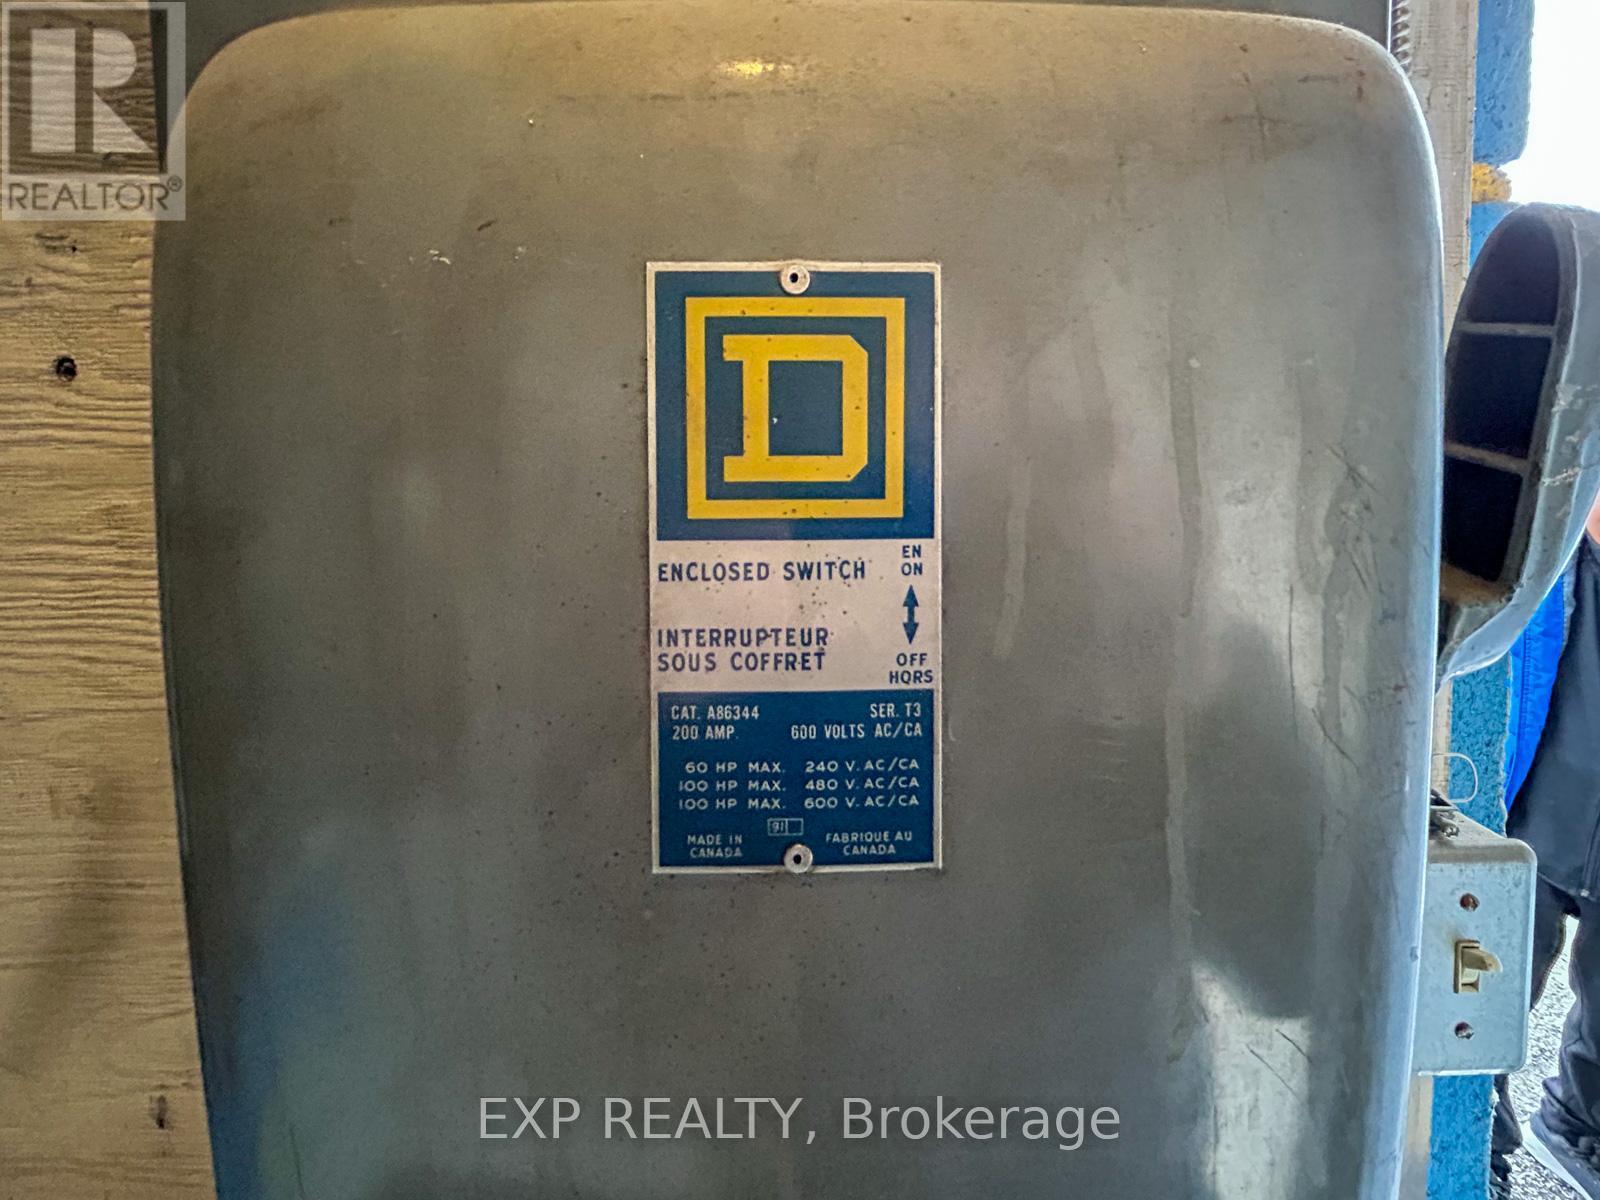 REALTOR®
D
ENCLOSED SWITCH
EN
ON
INTERRUPTEUR
SOUS COFFRET
OFF
HORS
CAT. A86344 SER. T3
200 AMP. 600 VOLTS AC/CA
60 HP MAX. 240 V. AC/CA
100 HP MAX. 480 V. AC/CA
100 HP MAX. 600 V. AC/CA
91
MADE IN
CANADA
FABRIQUE AU
CANADA
EXP REALTY, Brokerage